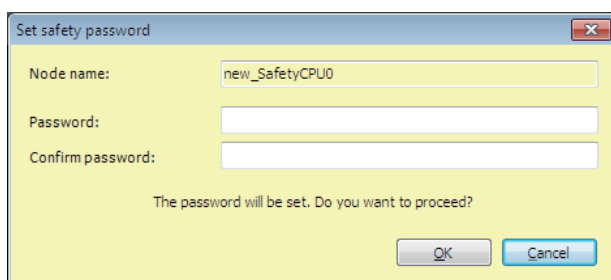 Set safety password
Node name: new_SafetyCPU0
Password:
Confirm password:
The password will be set. Do you want to proceed?
OK Cancel